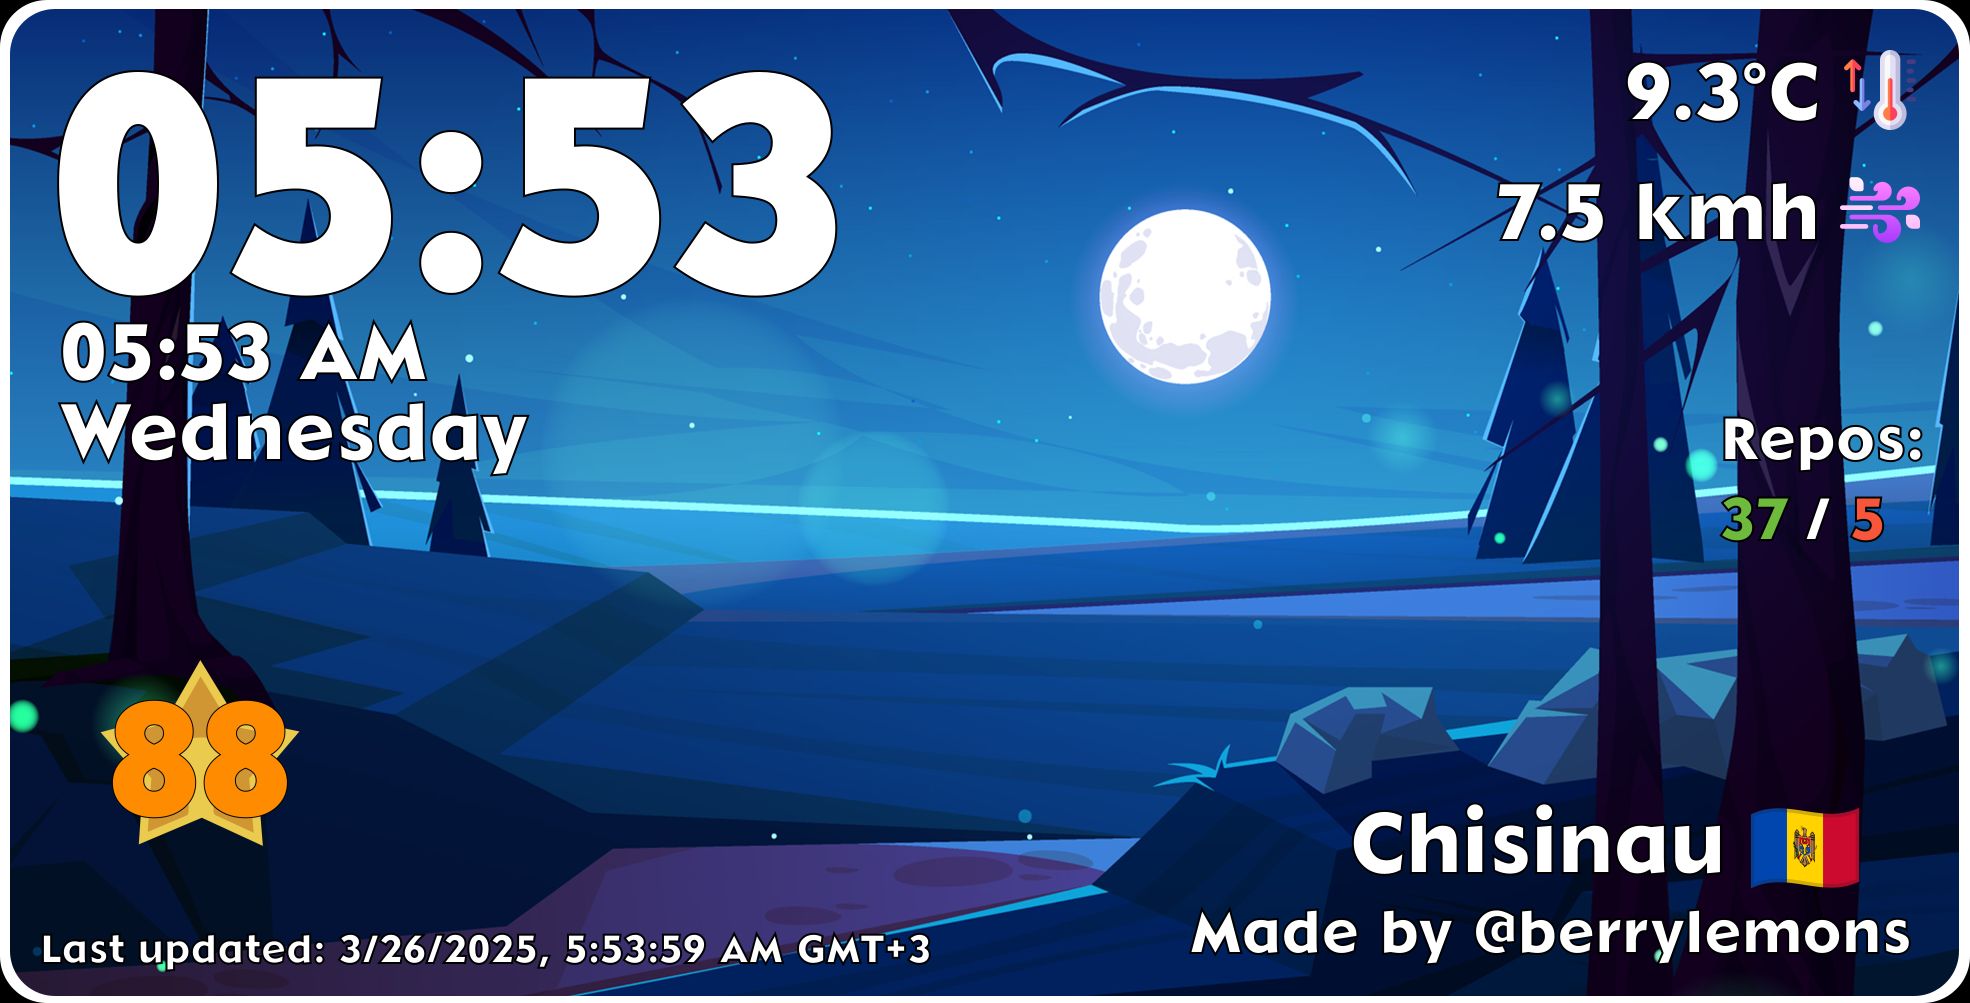 05:53
05:53 AM
Wednesday
9.3°C
7.5 kmh
Repos:
37 / 5
88
Chisinau
Made by @berrylemons
Last updated: 3/26/2025, 5:53:59 AM GMT+3